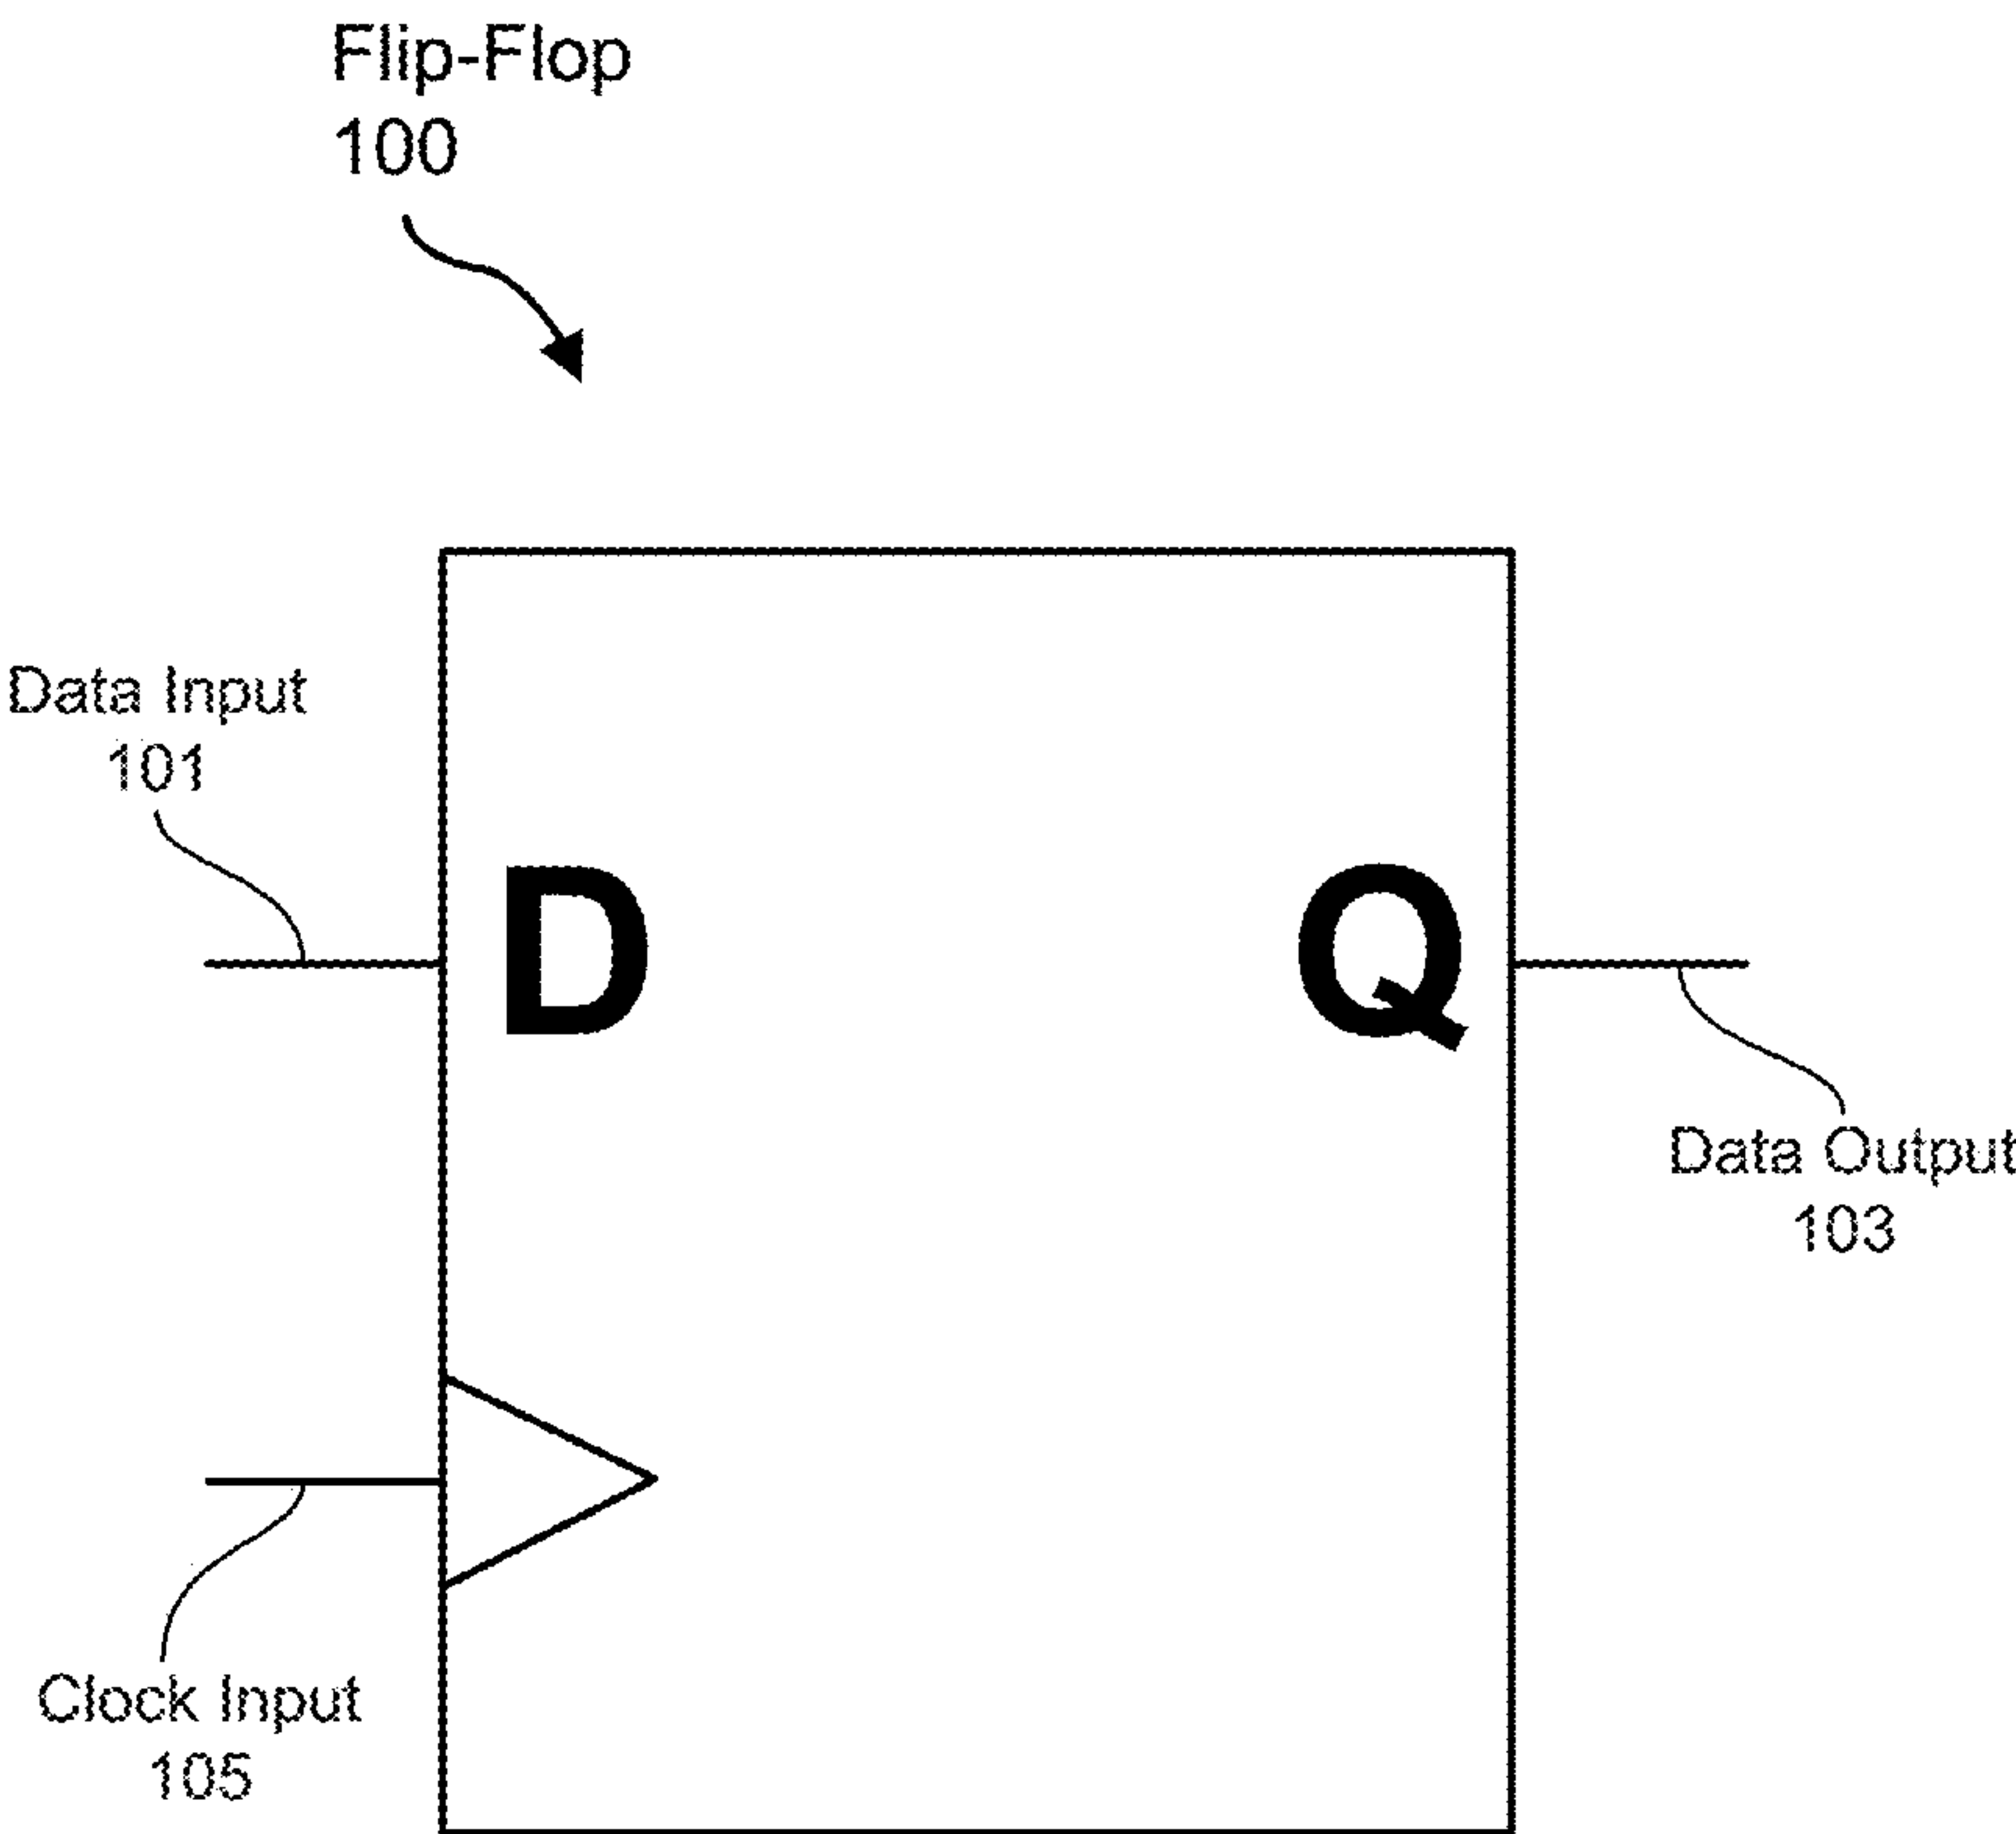 Flip-Flop
100
Data Input
101
D
Q
Data Output
103
Clock Input
105